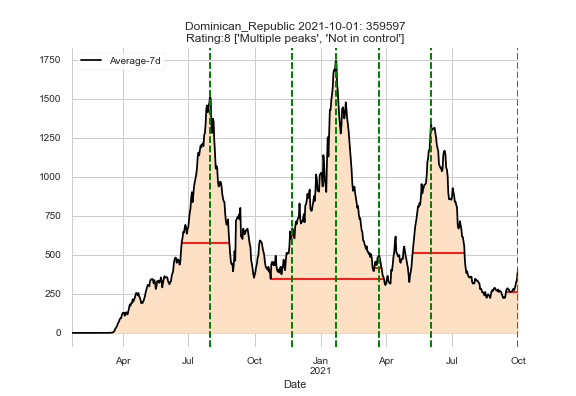 Dominican_Republic 2021-10-01: 359597
Rating:8 ['Multiple peaks', 'Not in control']
Average-7d
1750
1500
1250
1000
750
500
250
0
Apr Jul Oct Jan Apr Jul Oct
2021
Date